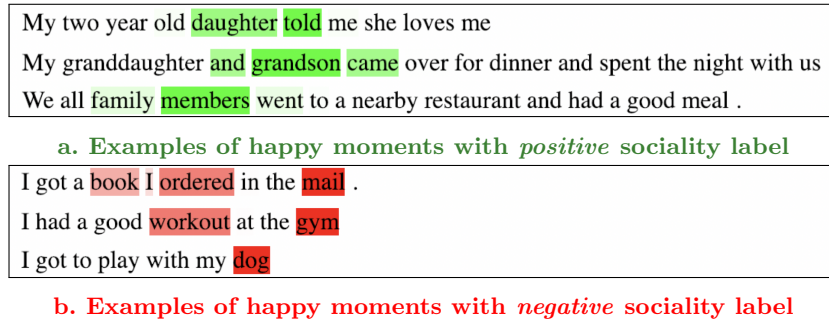 My two year old daughter told me she loves me
My granddaughter and grandson came over for dinner and spent the night with us
We all family members went to a nearby restaurant and had a good meal .
a. Examples of happy moments with positive sociality label
I got a book I ordered in the mail .
I had a good workout at the gym
I got to play with my dog
b. Examples of happy moments with negative sociality label